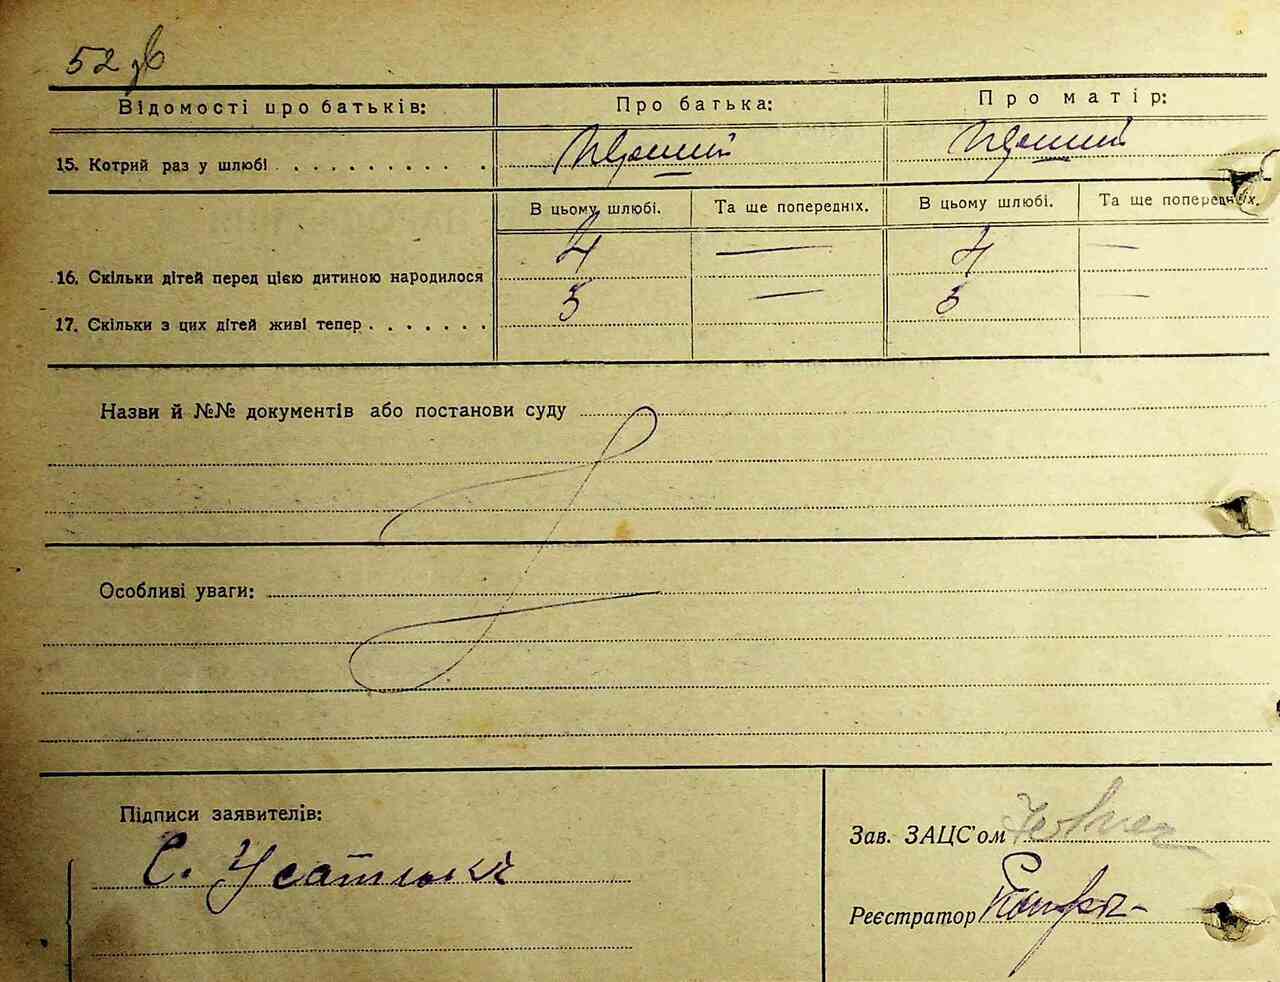 52 зв
Відомості про батьків: Про батька: Про матір:
15. Котрий раз у шлюбі . . . . . . . . . . Перший Перший
В цьому шлюбі. Та ще попередніх. В цьому шлюбі. Та ще попередніх.
16. Скільки дітей перед цією дитиною народилося 4 — 4 —
17. Скільки з цих дітей живі тепер . . . . . . . 3 — 3 —
Назви й №№ документів або постанови суду
Особливі уваги:
Підписи заявителів:
Зав. ЗАЦС'ом
С. Усатенко
Реєстратор